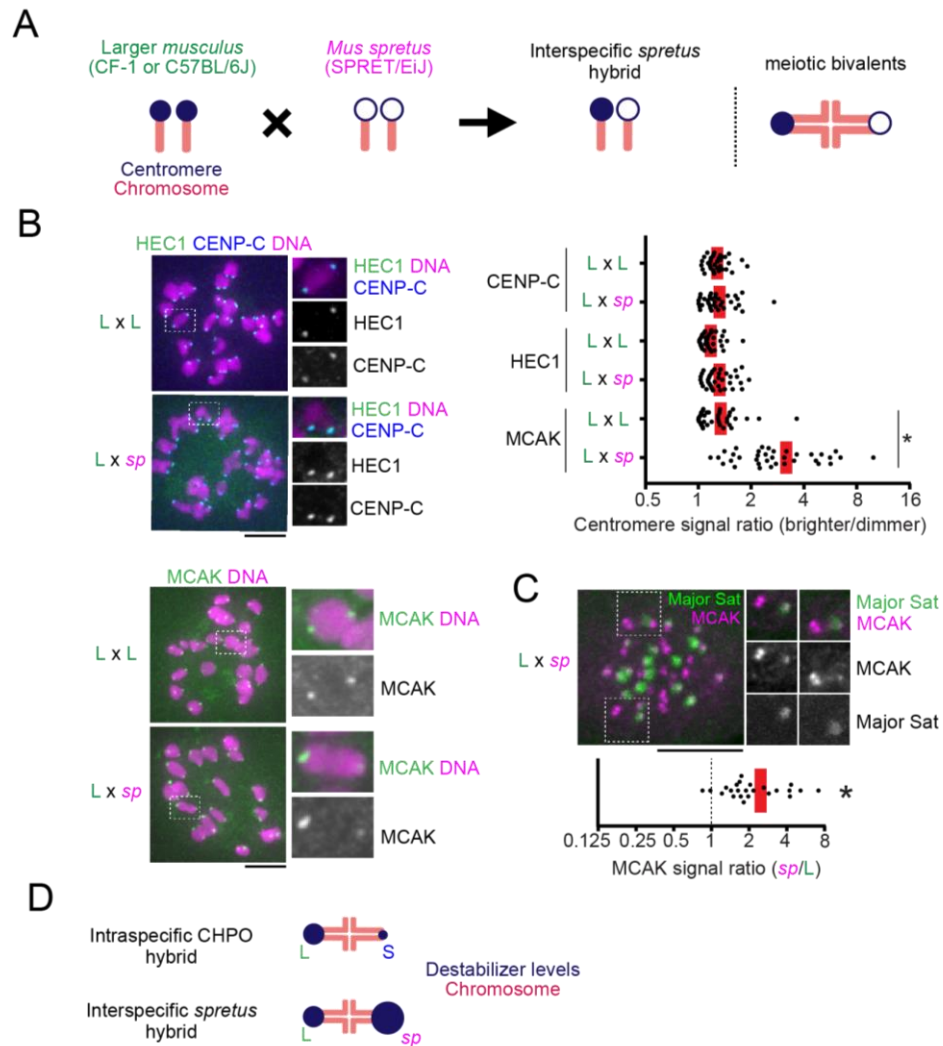 A
Larger musculus
(CF-1 or C57BL/6J)
Mus spretus
(SPRET/EiJ)
Interspecific spretus
hybrid
meiotic bivalents
Centromere
Chromosome
B
HEC1 CENP-C DNA
L x L
HEC1 DNA
CENP-C
HEC1
CENP-C
L x sp
HEC1 DNA
CENP-C
HEC1
CENP-C
CENP-C
L x L
L x sp
HEC1
L x L
L x sp
MCAK
L x L
L x sp
*
0.5 1 2 4 8 16
Centromere signal ratio (brighter/dimmer)
MCAK DNA
L x L
MCAK DNA
MCAK
L x sp
MCAK DNA
MCAK
C
L x sp
Major Sat
MCAK
Major Sat
MCAK
MCAK
Major Sat
*
0.125 0.25 0.5 1 2 4 8
MCAK signal ratio (sp/L)
D
Intraspecific CHPO
hybrid
L
S
Interspecific spretus
hybrid
L
sp
Destabilizer levels
Chromosome